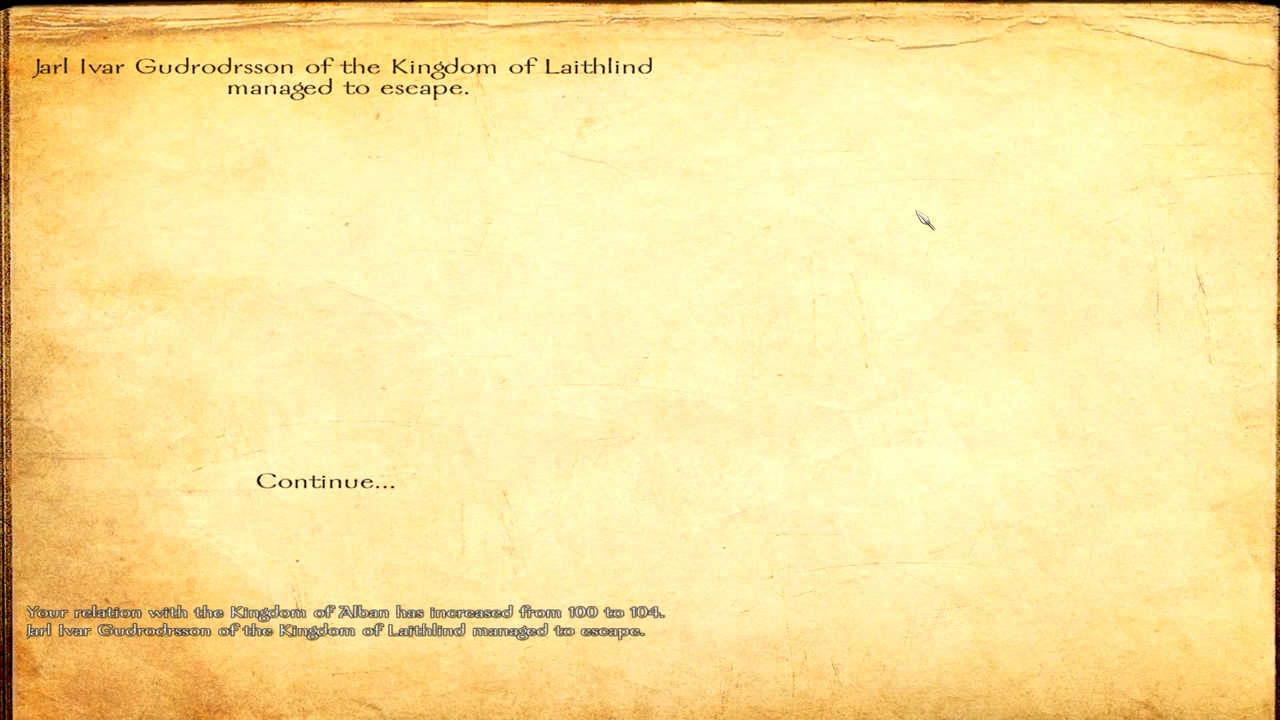 Jarl Ivar Gudrodrsson of the Kingdom of Laithlind
managed to escape.
Continue...
Your relation with the Kingdom of Alban has increased from 100 to 104.
Jarl Ivar Gudrodrsson of the Kingdom of Laithlind managed to escape.